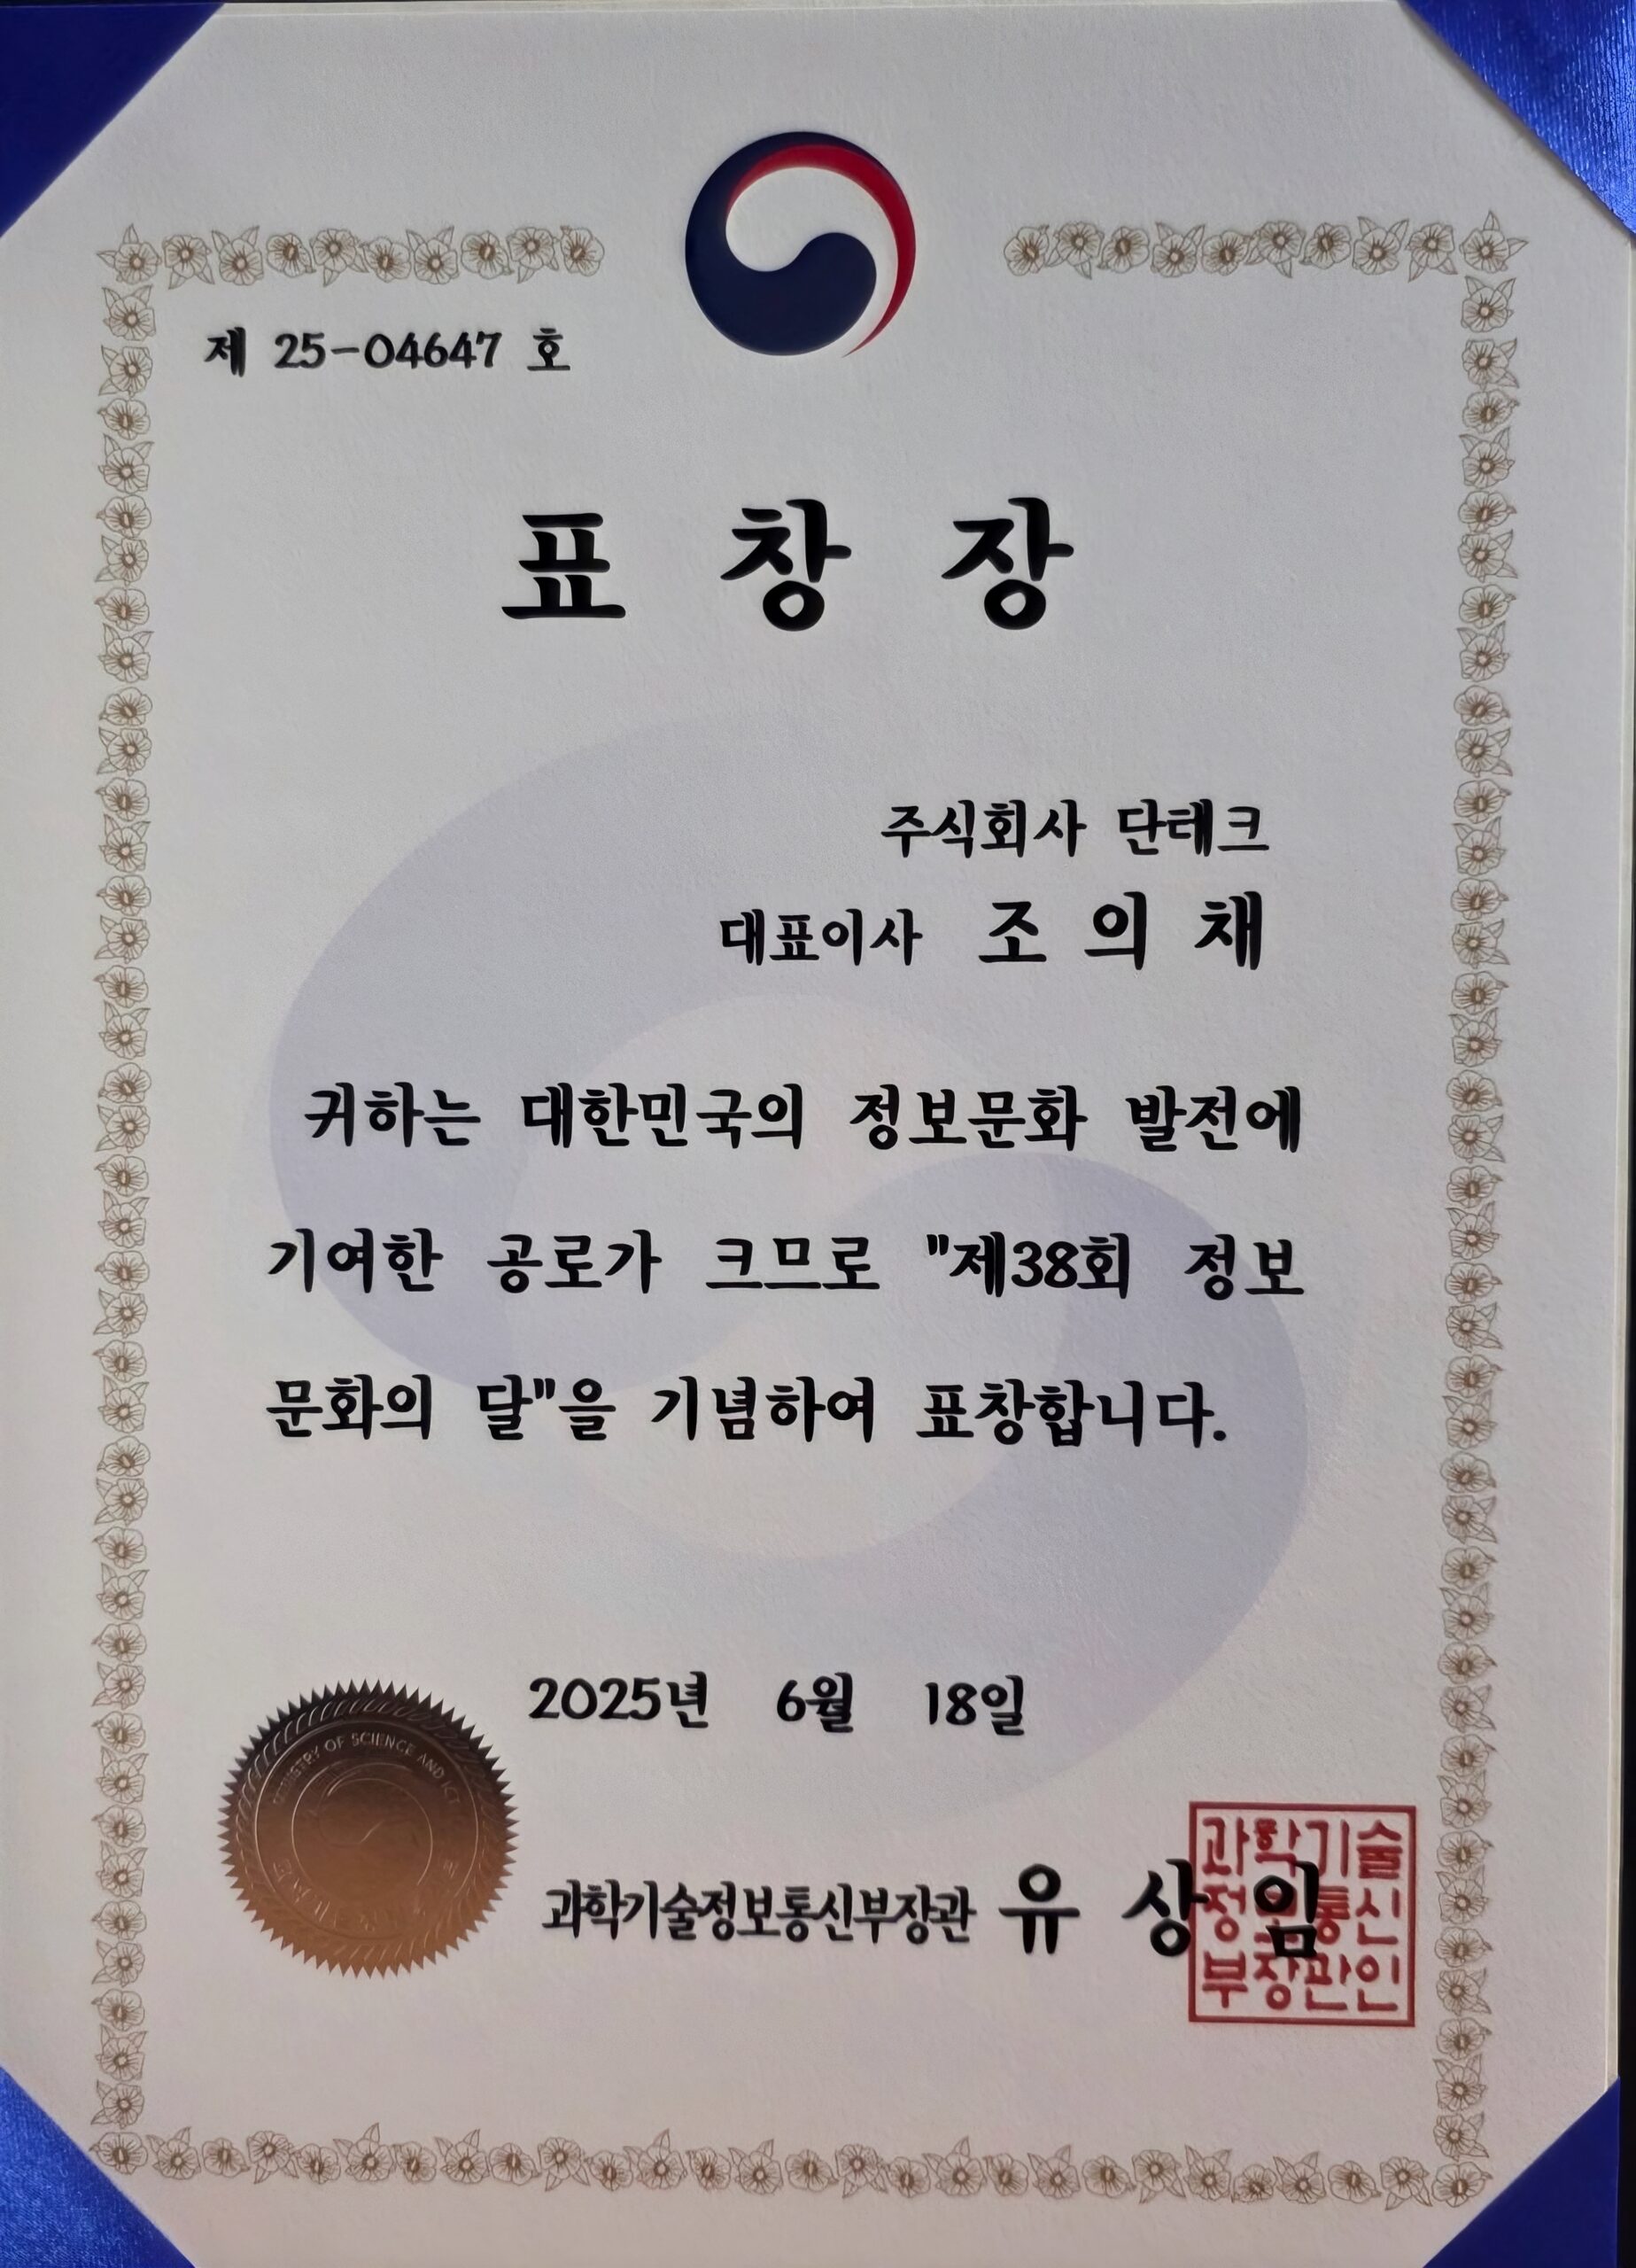 제 25-04647 호
표 창 장
주식회사 단테크
대표이사 조 의 채
귀하는 대한민국의 정보문화 발전에
기여한 공로가 크므로 "제38회 정보
문화의 달"을 기념하여 표창합니다.
2025년 6월 18일
MINISTRY OF SCIENCE AND ICT
과학기술정보통신부장관 유 상 임
과학기술
정보통신
부장관인